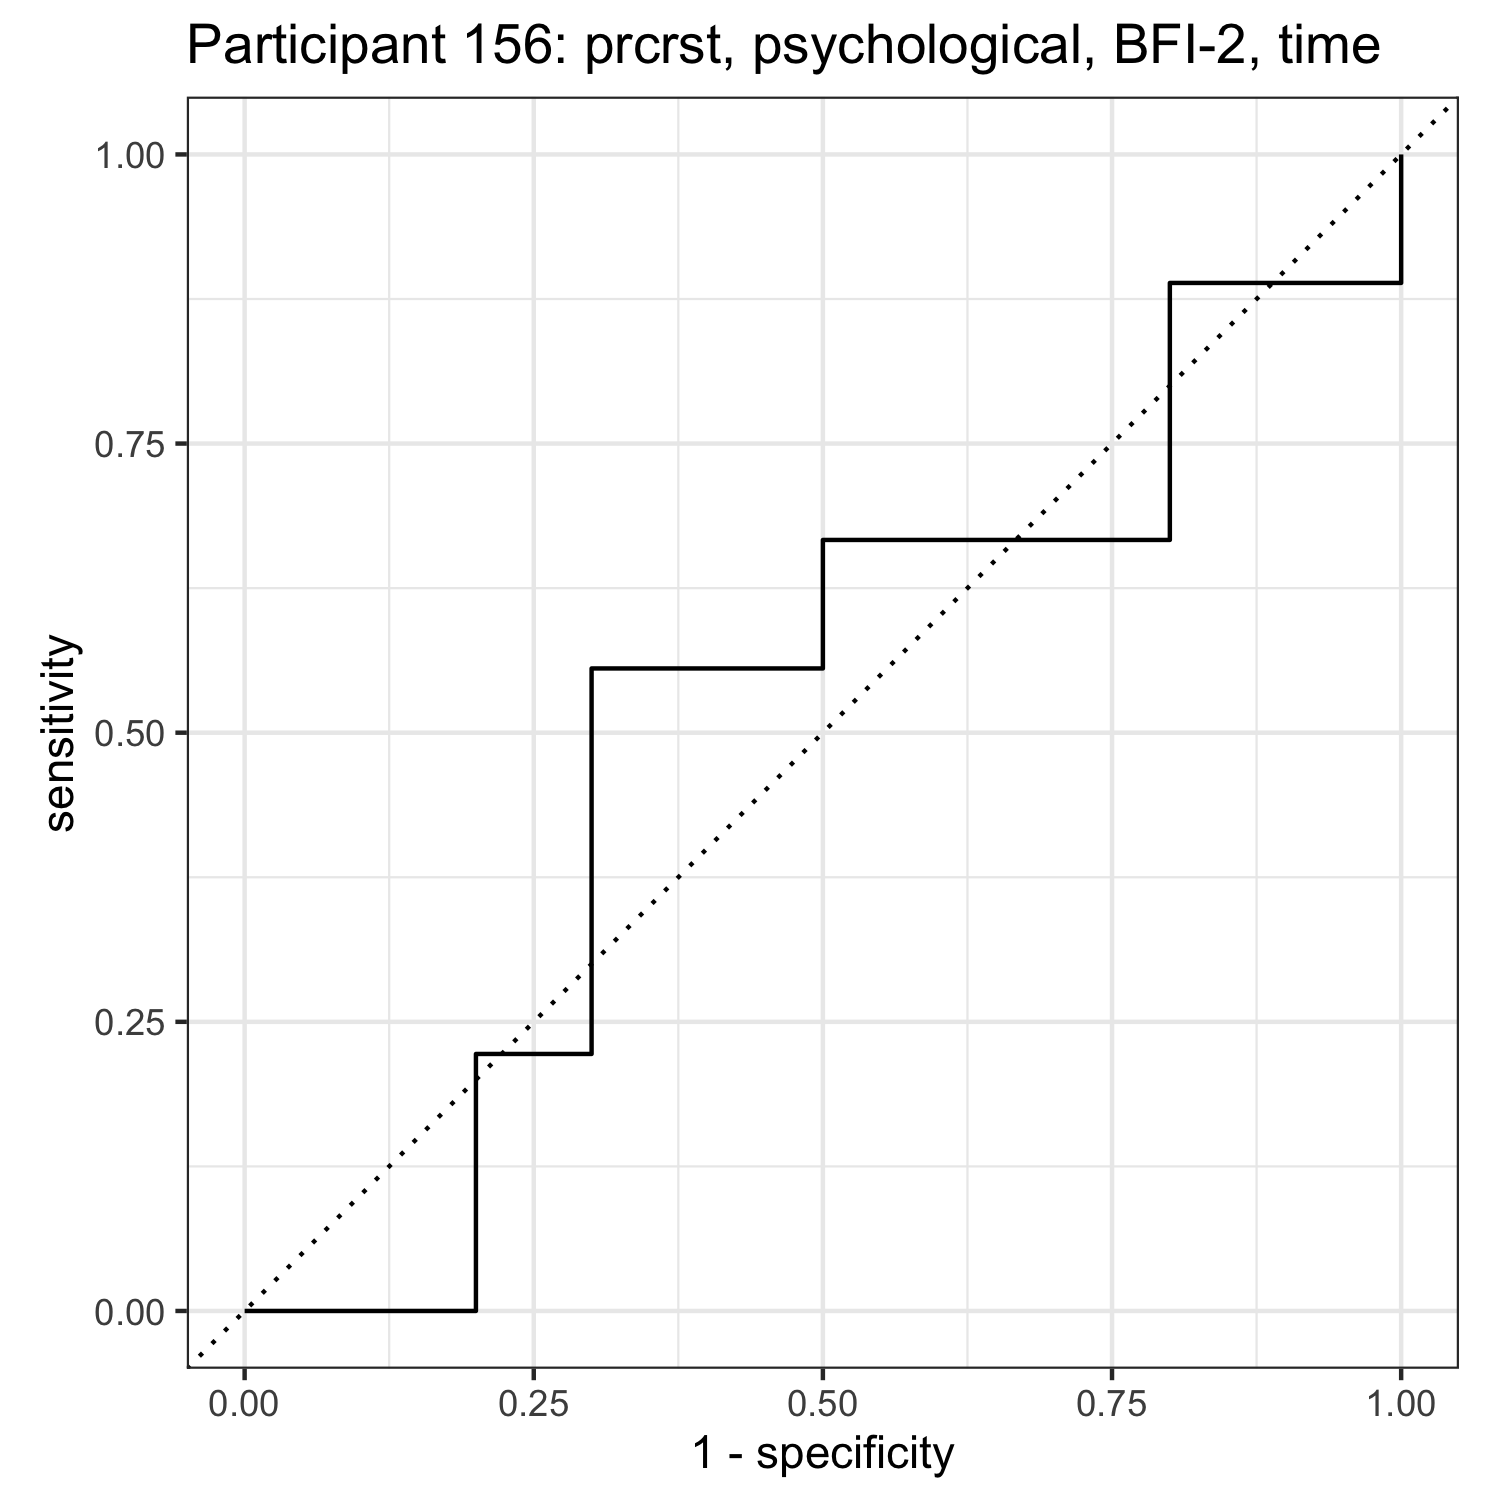 Participant 156: prcrst, psychological, BFI-2, time
1.00
0.75
0.50
0.25
0.00
sensitivity
0.00 0.25 0.50 0.75 1.00
1 - specificity